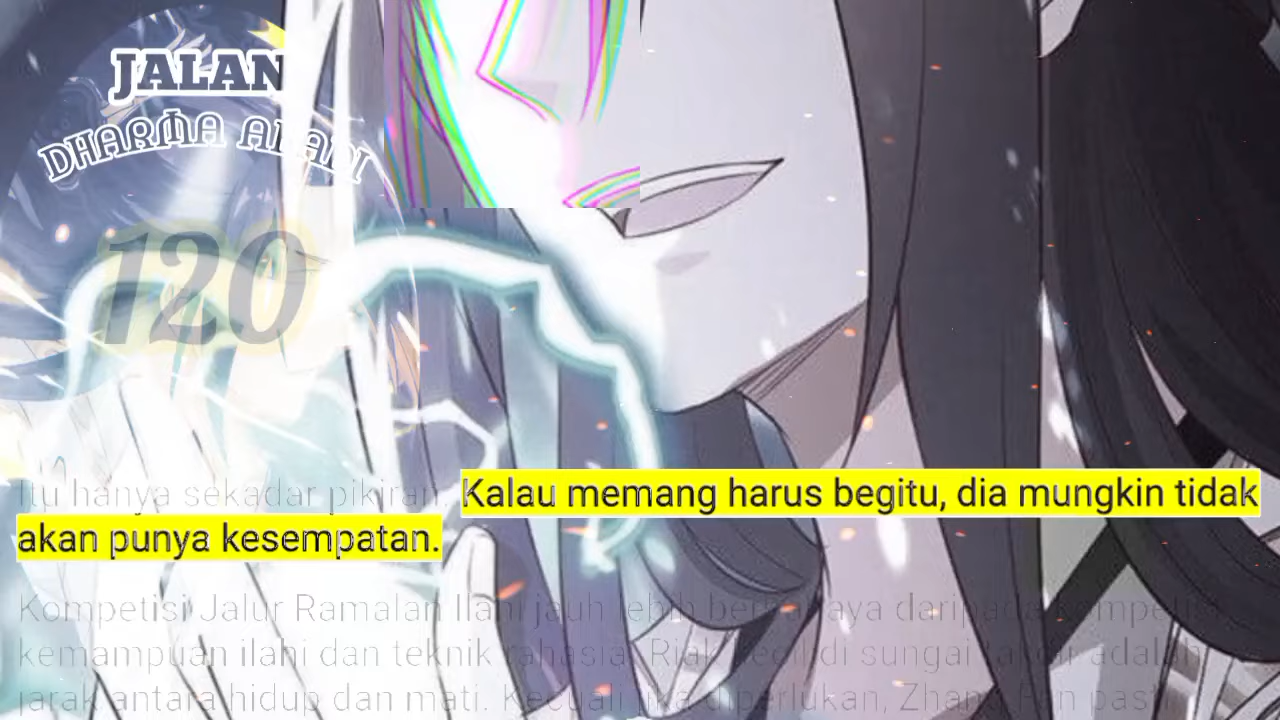 JALAN
DHARMA ABADI
120
Itu hanya sekadar pikiran. Kalau memang harus begitu, dia mungkin tidak
akan punya kesempatan.
Kompetisi Jalur Ramalan Ilahi jauh lebih berbahaya daripada kompetisi
kemampuan ilahi dan teknik rahasia. Riak kecil di sungai takdir adalah
jarak antara hidup dan mati. Kecuali jika diperlukan, Zhang Fan pasti